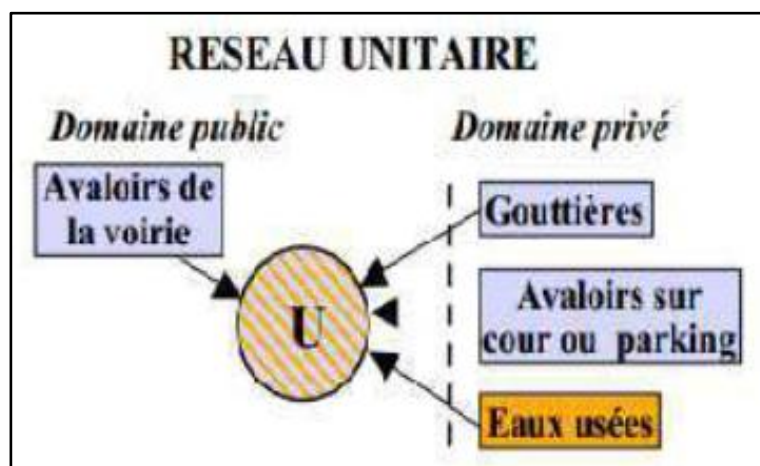 RESEAU UNITAIRE
Domaine public
Domaine privé
Avaloirs de
la voirie
Gouttières
U
Avaloirs sur
cour ou parking
Eaux usées